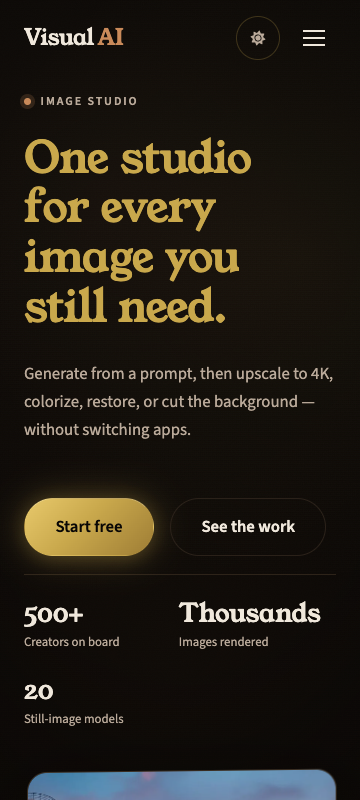 Visual AI
IMAGE STUDIO
One studio
for every
image you
still need.
Generate from a prompt, then upscale to 4K,
colorize, restore, or cut the background —
without switching apps.
Start free
See the work
500+
Creators on board
Thousands
Images rendered
20
Still-image models